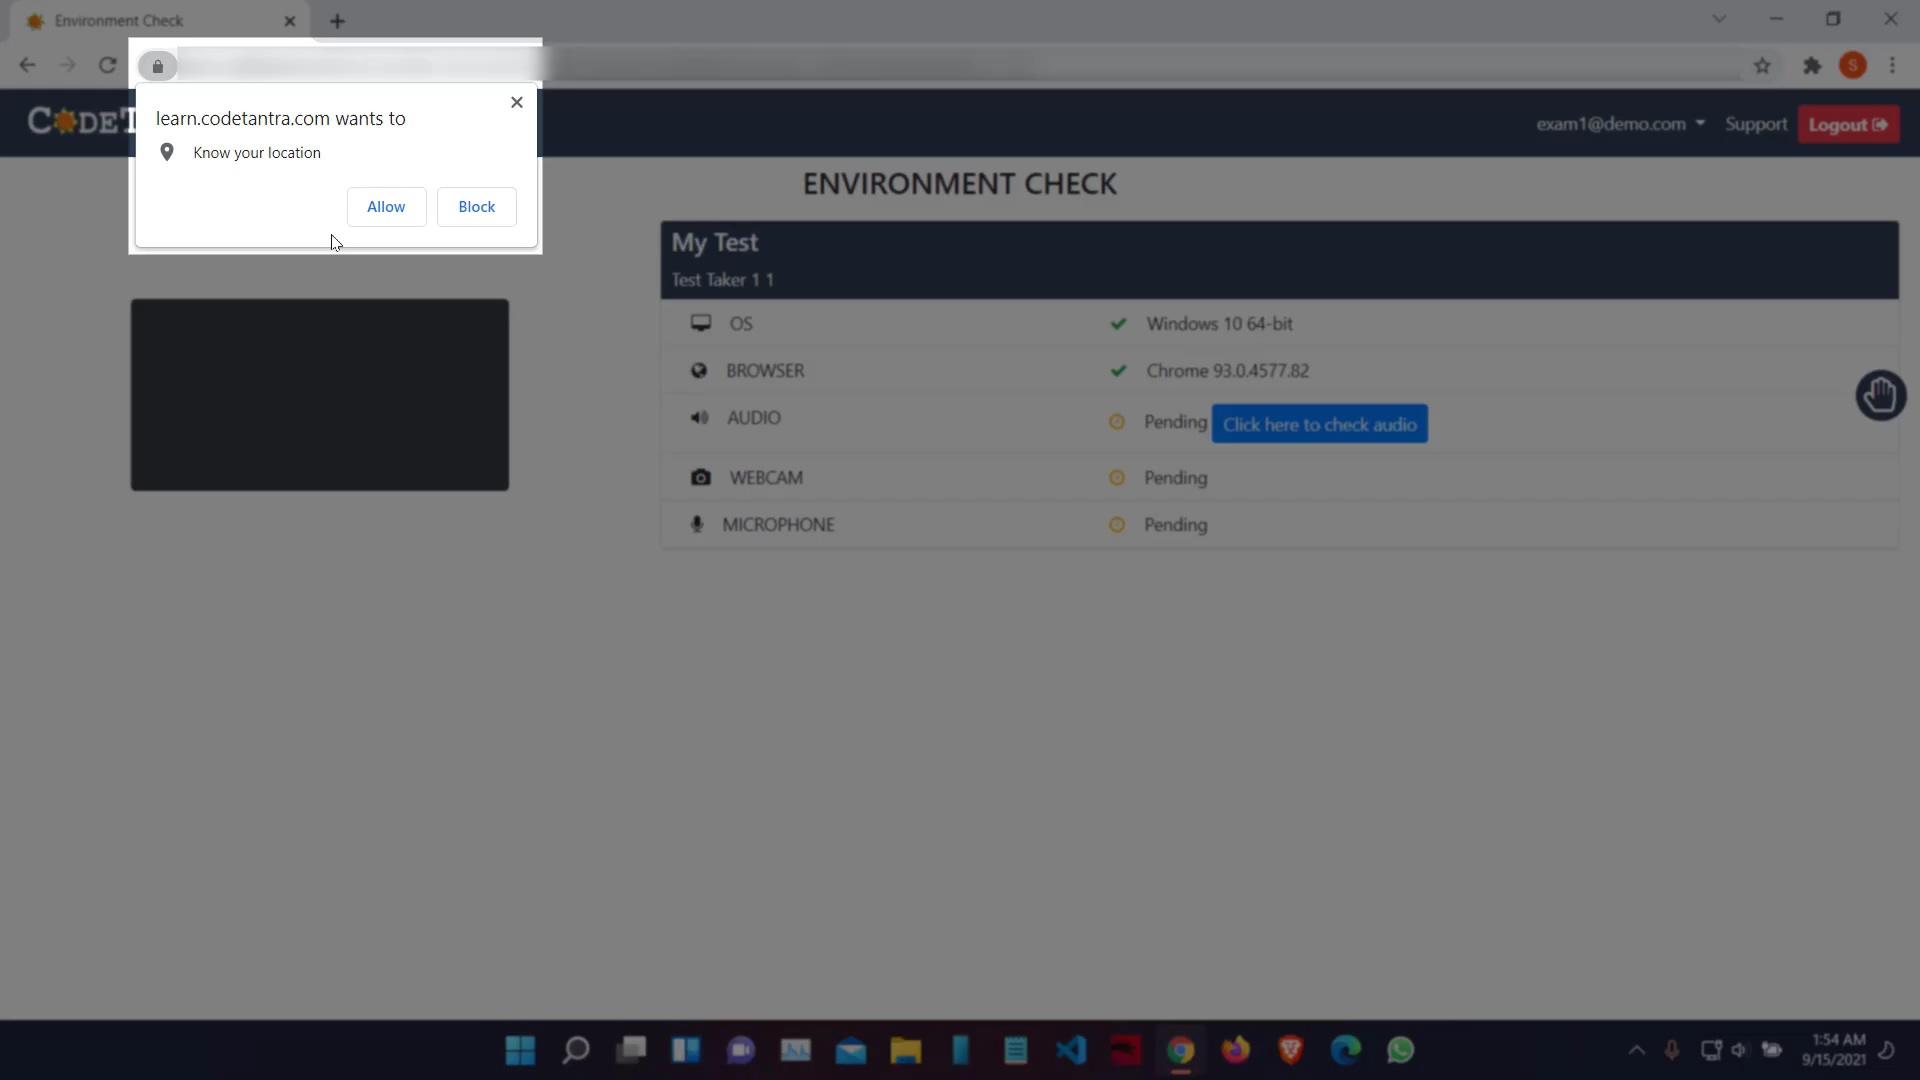 Environment Check
S
learn.codetantra.com wants to
Know your location
Allow
Block
CODET
exam1@demo.com
Support
Logout
ENVIRONMENT CHECK
My Test
Test Taker 1 1
OS
Windows 10 64-bit
BROWSER
Chrome 93.0.4577.82
AUDIO
Pending
Click here to check audio
WEBCAM
Pending
MICROPHONE
Pending
1:54 AM
9/15/2021